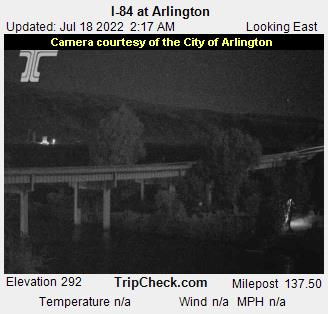 I-84 at Arlington
Updated: Jul 18 2022 2:17 AM Looking East
Camera courtesy of the City of Arlington
Elevation 292 TripCheck.com Milepost 137.50
Temperature n/a Wind n/a MPH n/a